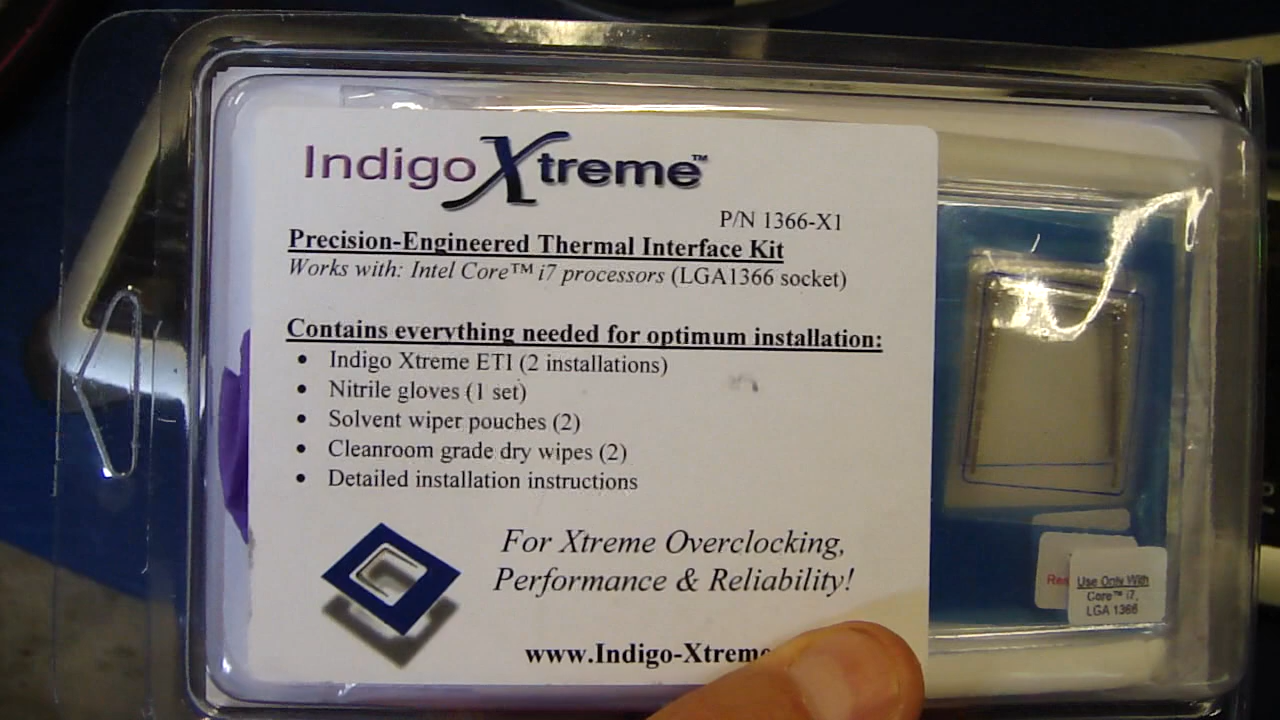 Indigo Xtreme™
P/N 1366-X1
Precision-Engineered Thermal Interface Kit
Works with: Intel Core™ i7 processors (LGA1366 socket)
Contains everything needed for optimum installation:
• Indigo Xtreme ETI (2 installations)
• Nitrile gloves (1 set)
• Solvent wiper pouches (2)
• Cleanroom grade dry wipes (2)
• Detailed installation instructions
For Xtreme Overclocking,
Performance & Reliability!
www.Indigo-Xtreme
Use Only With
Core™ i7,
LGA 1366